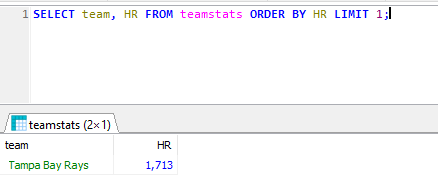 1 SELECT team, HR FROM teamstats ORDER BY HR LIMIT 1;
teamstats (2×1)
team HR
Tampa Bay Rays 1,713